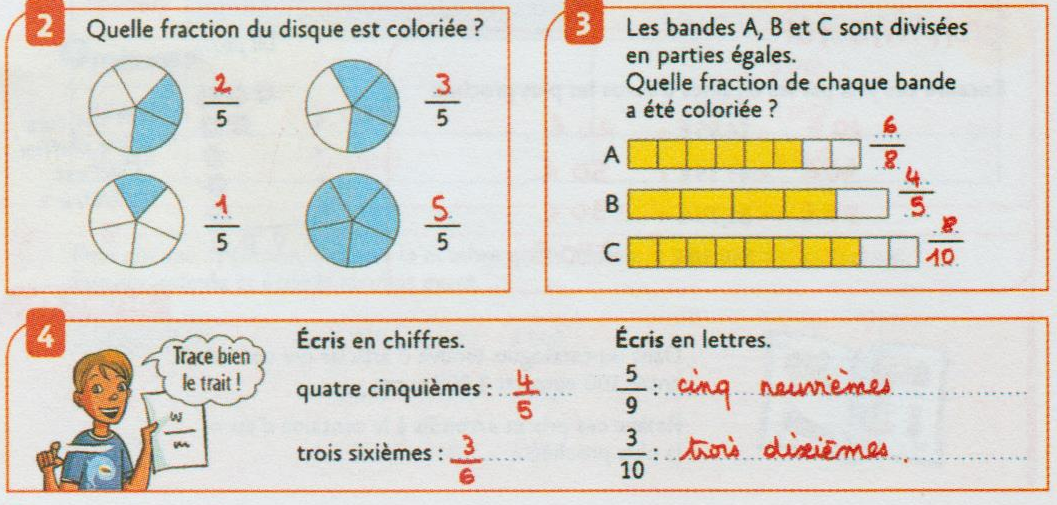 2 Quelle fraction du disque est coloriée ?
2/5 3/5
1/5 5/5
3 Les bandes A, B et C sont divisées
en parties égales.
Quelle fraction de chaque bande
a été coloriée ?
A 6/8
B 4/5
C 8/10
4
Trace bien
le trait !
Écris en chiffres.
quatre cinquièmes : 4/5
trois sixièmes : 3/6
Écris en lettres.
5/9 : cinq neuvièmes
3/10 : trois dixièmes.